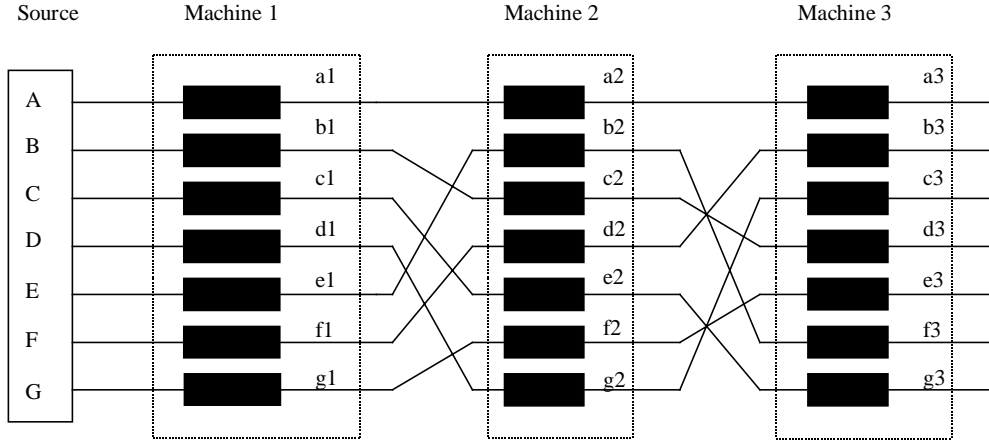 Source Machine 1 Machine 2 Machine 3
A a1 a2 a3
B b1 b2 b3
C c1 c2 c3
D d1 d2 d3
E e1 e2 e3
F f1 f2 f3
G g1 g2 g3